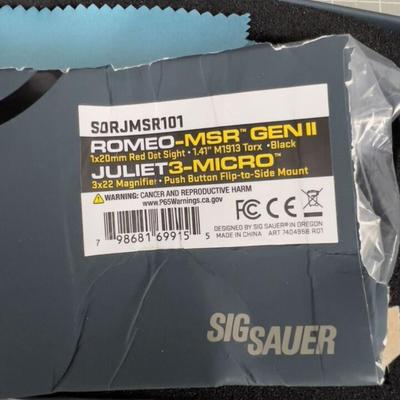 SORJMSR101
ROMEO-MSR™ GEN II
1x20mm Red Dot Sight • 1.41" M1913 Torx • Black
JULIET3-MICRO™
3x22 Magnifier • Push Button Flip-to-Side Mount
WARNING: CANCER AND REPRODUCTIVE HARM
www.P65Warnings.ca.gov
FC CE
DESIGNED BY SIG SAUER® IN OREGON
MADE IN CHINA ART 7404958 R01
7 98681 69915 5
SIG SAUER